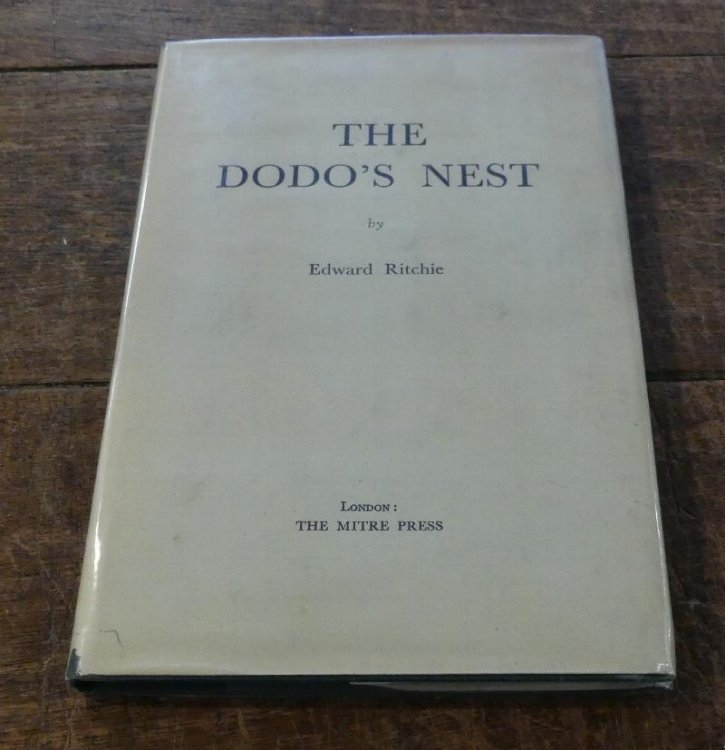 THE
DODO'S NEST
by
Edward Ritchie
London:
THE MITRE PRESS